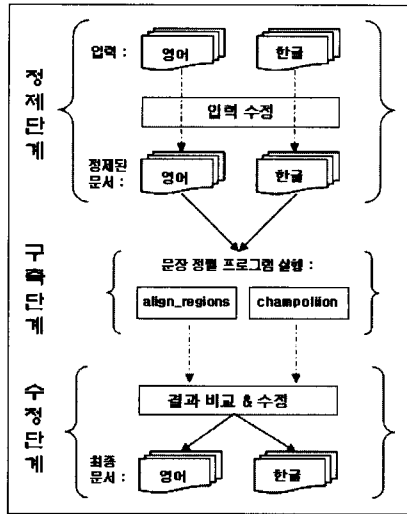 정제단계
입력 : 영어 한글
입력 수정
정제된
문서 : 영어 한글
구축단계
문장 정렬 프로그램 실행 :
align_regions champollion
수정단계
결과 비교 & 수정
최종
문서 : 영어 한글